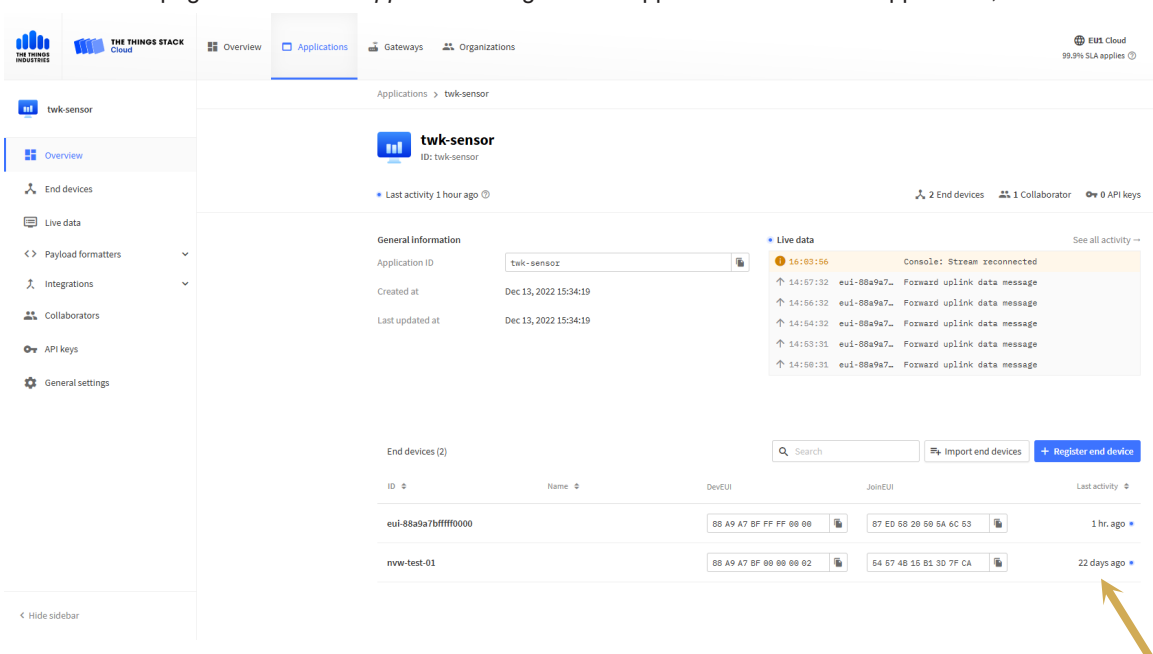 THE THINGS
INDUSTRIES
THE THINGS STACK
Cloud
Overview
Applications
Gateways
Organizations
EU1 Cloud
99.9% SLA applies
twk-sensor
Overview
End devices
Live data
Payload formatters
Integrations
Collaborators
API keys
General settings
Hide sidebar
Applications > twk-sensor
twk-sensor
ID: twk-sensor
Last activity 1 hour ago
2 End devices 1 Collaborator 0 API keys
General information
Application ID twk-sensor
Created at Dec 13, 2022 15:34:19
Last updated at Dec 13, 2022 15:34:19
Live data See all activity →
16:03:56 Console: Stream reconnected
↑ 14:57:32 eui-88a9a7… Forward uplink data message
↑ 14:56:32 eui-88a9a7… Forward uplink data message
↑ 14:54:32 eui-88a9a7… Forward uplink data message
↑ 14:53:31 eui-88a9a7… Forward uplink data message
↑ 14:50:31 eui-88a9a7… Forward uplink data message
End devices (2) Search Import end devices + Register end device
ID Name DevEUI JoinEUI Last activity
eui-88a9a7bfffff0000 88 A9 A7 BF FF FF 00 00 87 ED 58 20 50 5A 6C 53 1 hr. ago
nvw-test-01 88 A9 A7 BF 00 00 00 02 54 57 4B 15 B1 3D 7F CA 22 days ago